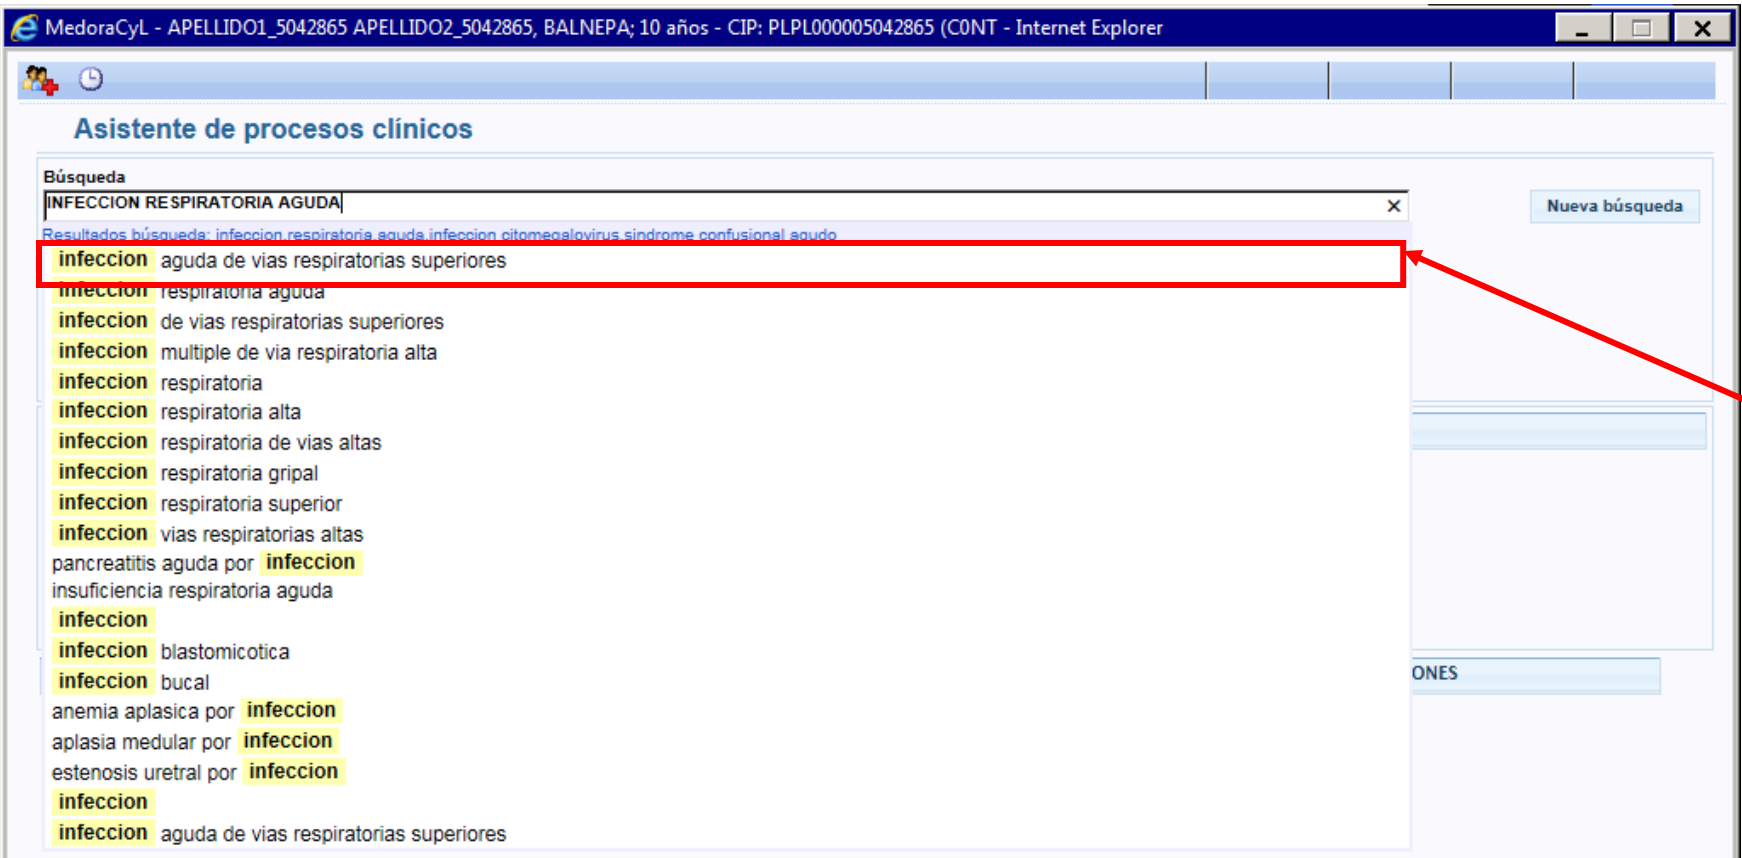 MedoraCyL - APELLIDO1_5042865 APELLIDO2_5042865, BALNEPA; 10 años - CIP: PLPL000005042865 (C0NT - Internet Explorer
Asistente de procesos clínicos
Búsqueda
INFECCION RESPIRATORIA AGUDA
Nueva búsqueda
Resultados búsqueda: infeccion,respiratoria,aguda,infeccion citomegalovirus,sindrome confusional agudo
infeccion aguda de vias respiratorias superiores
infeccion respiratoria aguda
infeccion de vias respiratorias superiores
infeccion multiple de via respiratoria alta
infeccion respiratoria
infeccion respiratoria alta
infeccion respiratoria de vias altas
infeccion respiratoria gripal
infeccion respiratoria superior
infeccion vias respiratorias altas
pancreatitis aguda por infeccion
insuficiencia respiratoria aguda
infeccion
infeccion blastomicotica
infeccion bucal
ONES
anemia aplasica por infeccion
aplasia medular por infeccion
estenosis uretral por infeccion
infeccion
infeccion aguda de vias respiratorias superiores